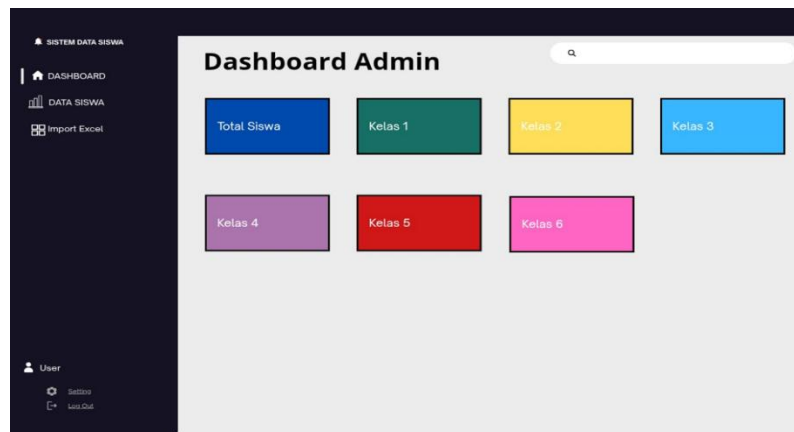 SISTEM DATA SISWA
DASHBOARD
DATA SISWA
Import Excel
User
Setting
Log Out
Dashboard Admin
Total Siswa
Kelas 1
Kelas 2
Kelas 3
Kelas 4
Kelas 5
Kelas 6